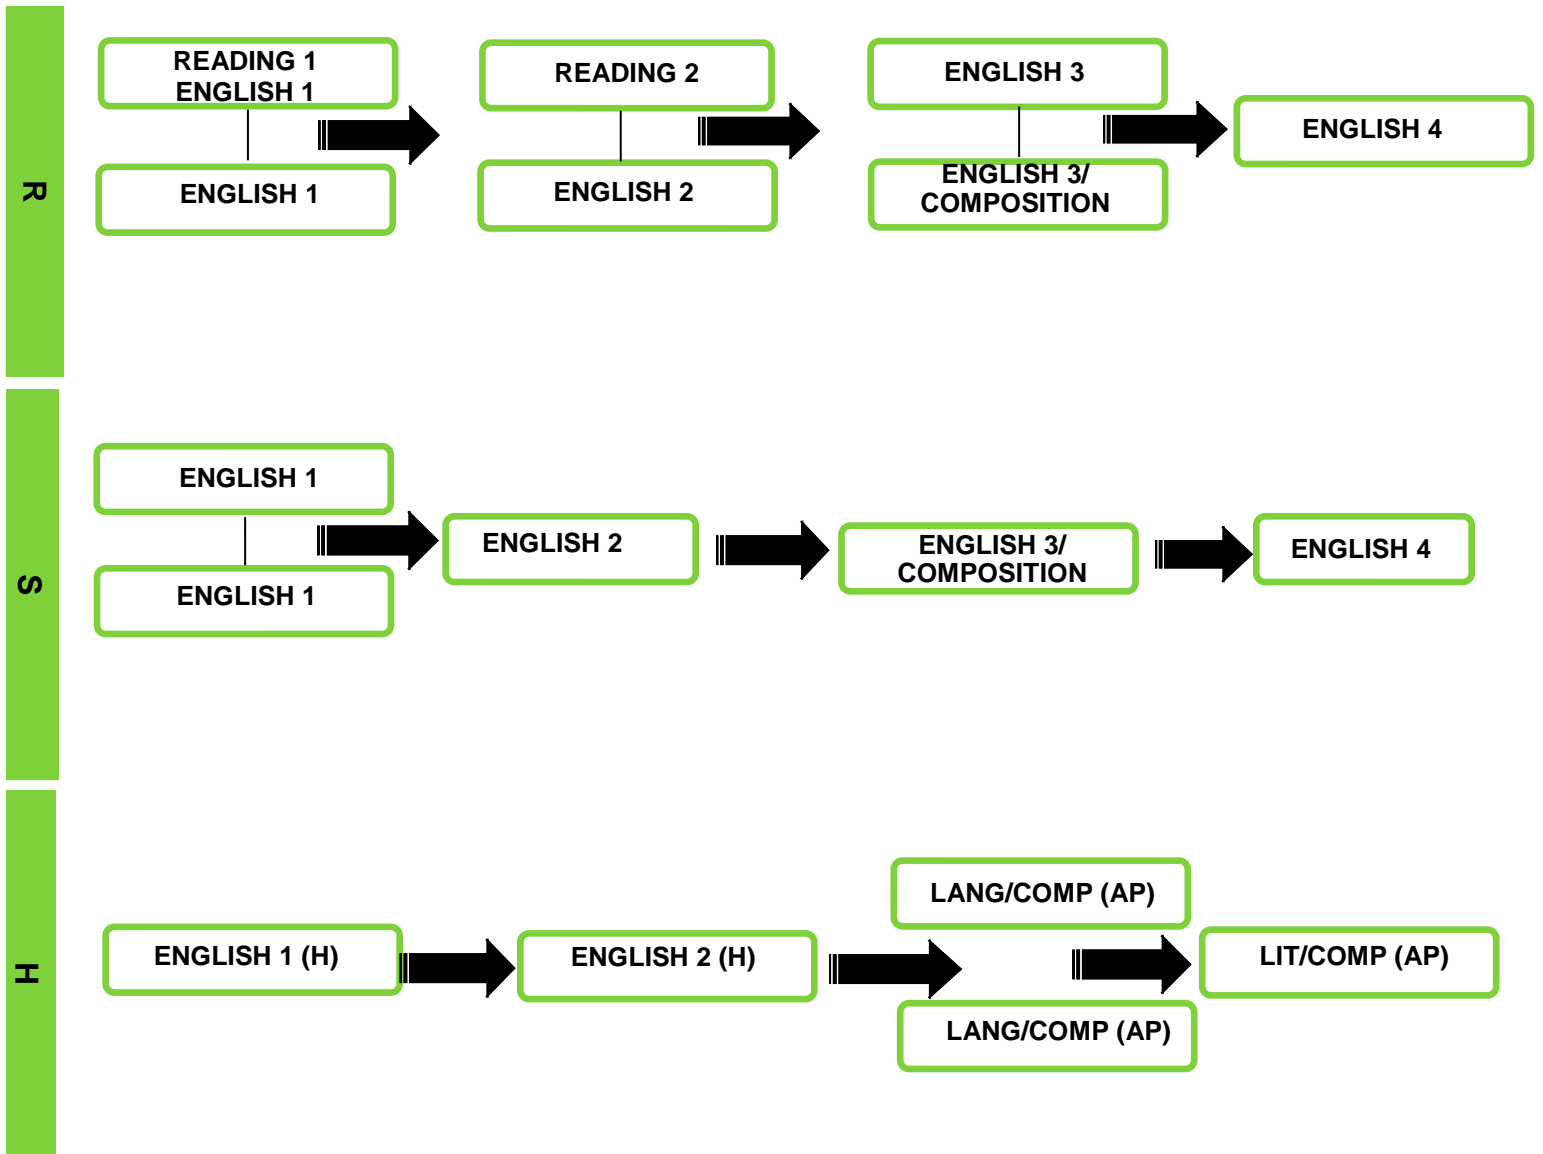 R
READING 1
ENGLISH 1
ENGLISH 1
READING 2
ENGLISH 2
ENGLISH 3
ENGLISH 3/
COMPOSITION
ENGLISH 4
S
ENGLISH 1
ENGLISH 1
ENGLISH 2
ENGLISH 3/
COMPOSITION
ENGLISH 4
H
ENGLISH 1 (H)
ENGLISH 2 (H)
LANG/COMP (AP)
LANG/COMP (AP)
LIT/COMP (AP)